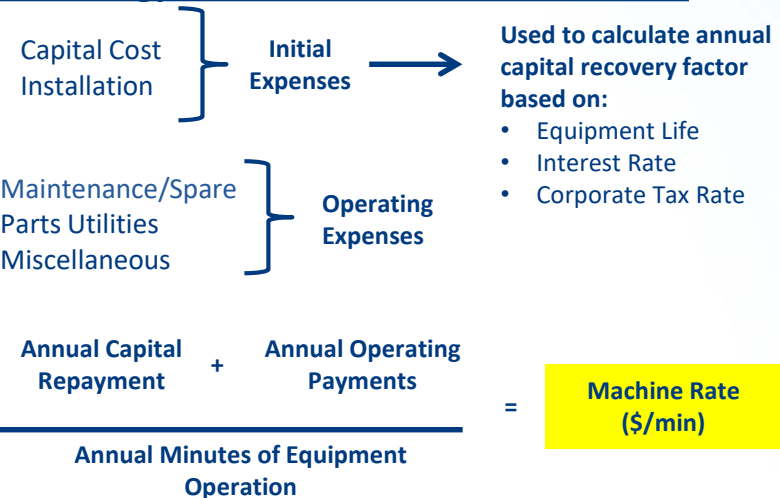 Capital Cost
Installation
Initial
Expenses
Used to calculate annual
capital recovery factor
based on:
• Equipment Life
• Interest Rate
• Corporate Tax Rate
Maintenance/Spare
Parts Utilities
Miscellaneous
Operating
Expenses
Annual Capital
Repayment
+
Annual Operating
Payments
Annual Minutes of Equipment
Operation
=
Machine Rate
($/min)